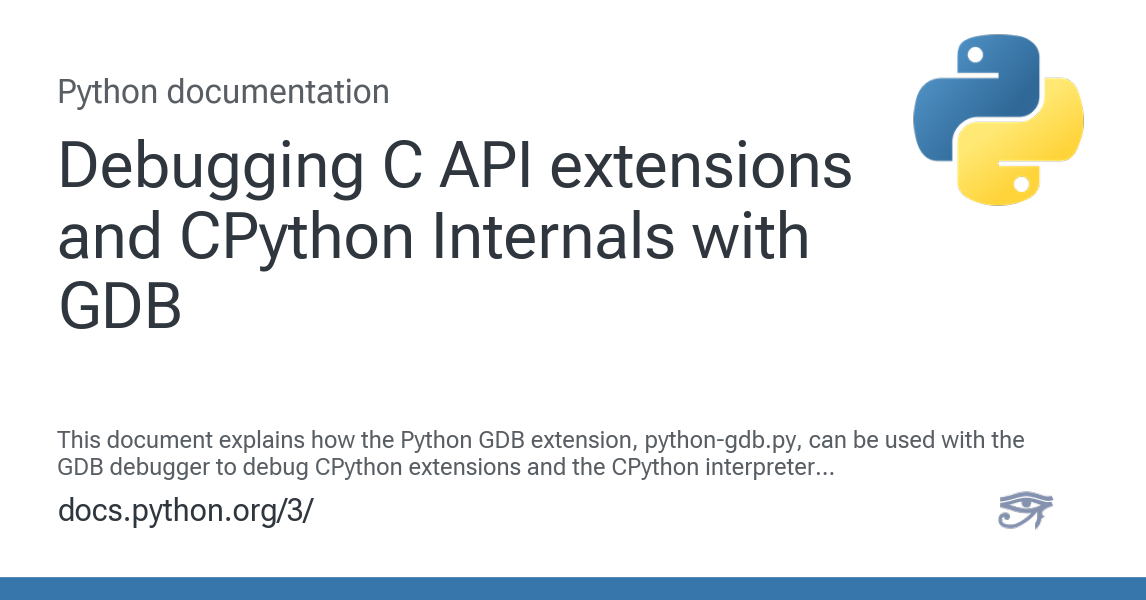 Python documentation
Debugging C API extensions
and CPython Internals with
GDB
This document explains how the Python GDB extension, python-gdb.py, can be used with the
GDB debugger to debug CPython extensions and the CPython interpreter...
docs.python.org/3/